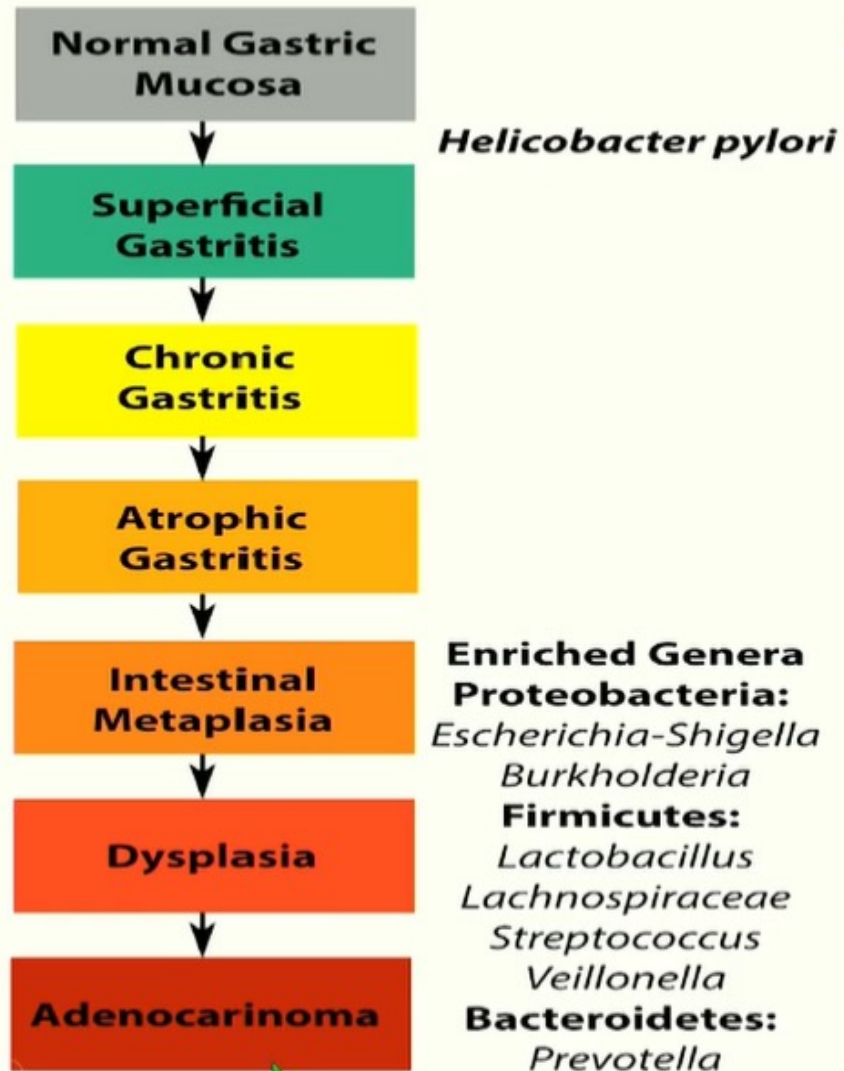 Normal Gastric
Mucosa
Helicobacter pylori
Superficial
Gastritis
Chronic
Gastritis
Atrophic
Gastritis
Intestinal
Metaplasia
Dysplasia
Adenocarinoma
Enriched Genera
Proteobacteria:
Escherichia-Shigella
Burkholderia
Firmicutes:
Lactobacillus
Lachnospiraceae
Streptococcus
Veillonella
Bacteroidetes:
Prevotella